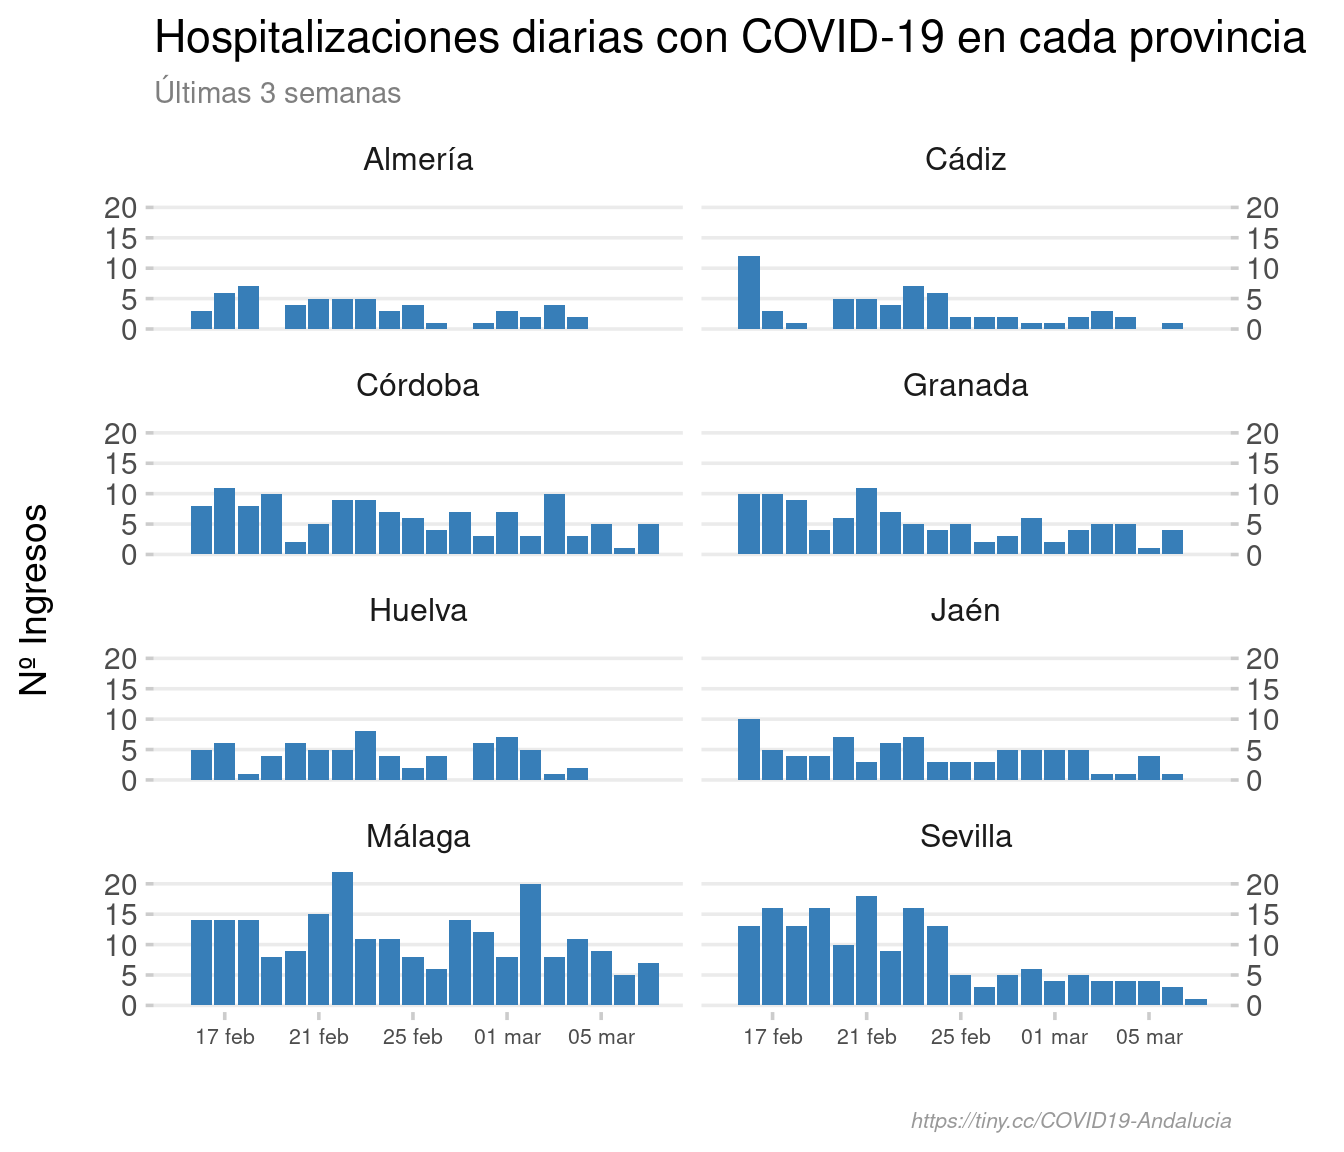 Hospitalizaciones diarias con COVID-19 en cada provincia
Últimas 3 semanas
Almería
Cádiz
20
15
10
5
0
20
15
10
5
0
Córdoba
Granada
20
15
10
5
0
20
15
10
5
0
Nº Ingresos
Huelva
Jaén
20
15
10
5
0
20
15
10
5
0
Málaga
Sevilla
20
15
10
5
0
20
15
10
5
0
17 feb 21 feb 25 feb 01 mar 05 mar
17 feb 21 feb 25 feb 01 mar 05 mar
https://tiny.cc/COVID19-Andalucia